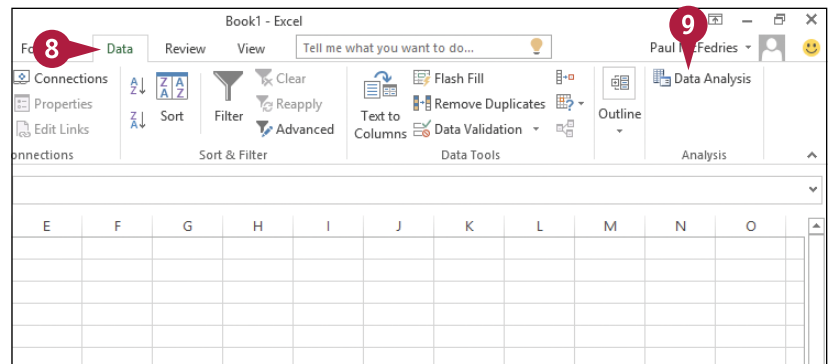 Book1 - Excel
9
Fo 8 Data Review View Tell me what you want to do... Paul McFedries
Connections Clear Flash Fill Data Analysis
Properties Sort Filter Reapply Text to Columns Remove Duplicates Outline
Edit Links Advanced Data Validation
onnections Sort & Filter Data Tools Analysis
E F G H I J K L M N O